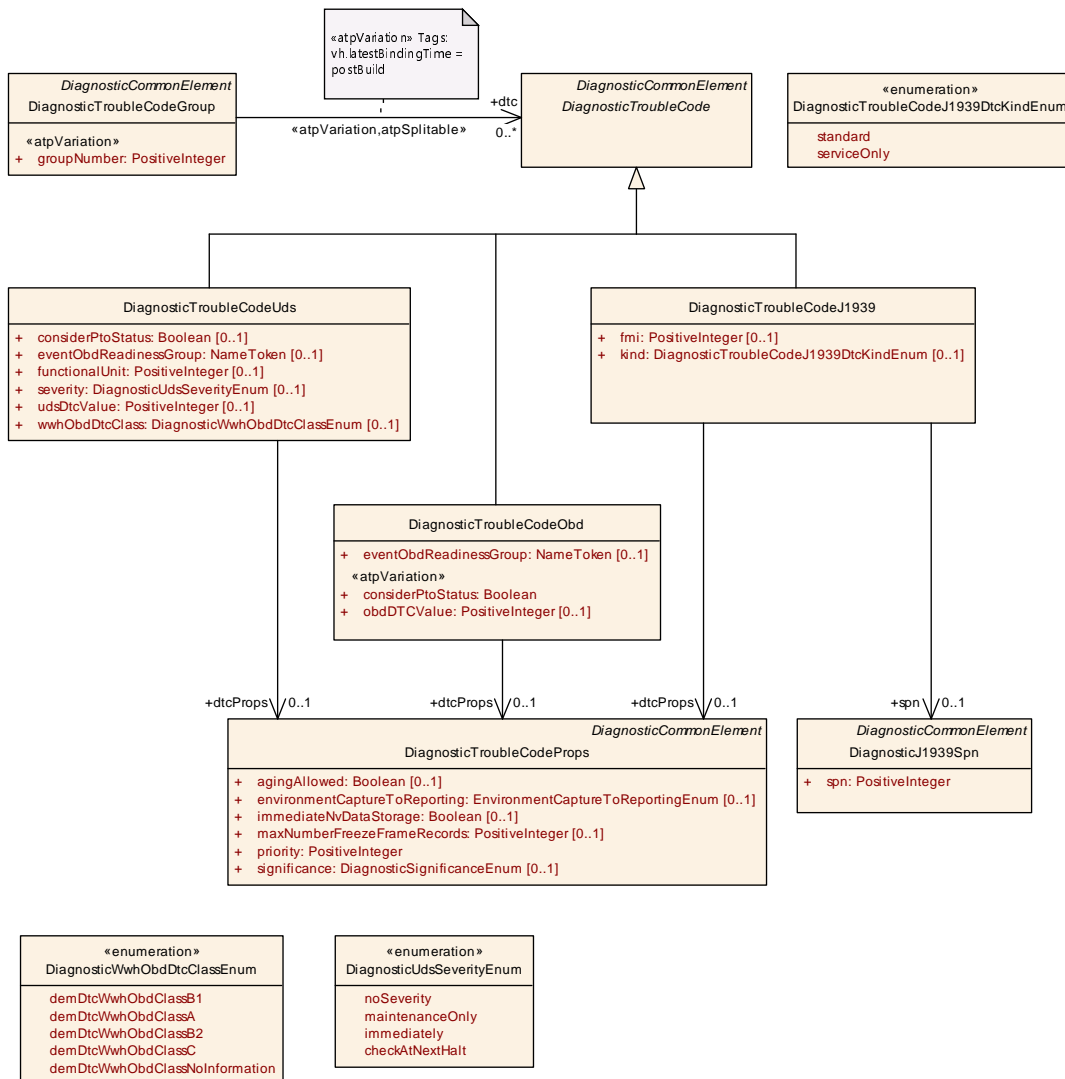 «atpVariation» Tags:
vh.latestBindingTime =
postBuild
DiagnosticCommonElement
DiagnosticTroubleCodeGroup
«atpVariation»
+ groupNumber: PositiveInteger
+dtc
0..*
«atpVariation,atpSplitable»
DiagnosticCommonElement
DiagnosticTroubleCode
«enumeration»
DiagnosticTroubleCodeJ1939DtcKindEnum
standard
serviceOnly
DiagnosticTroubleCodeUds
+ considerPtoStatus: Boolean [0..1]
+ eventObdReadinessGroup: NameToken [0..1]
+ functionalUnit: PositiveInteger [0..1]
+ severity: DiagnosticUdsSeverityEnum [0..1]
+ udsDtcValue: PositiveInteger [0..1]
+ wwhObdDtcClass: DiagnosticWwhObdDtcClassEnum [0..1]
DiagnosticTroubleCodeJ1939
+ fmi: PositiveInteger [0..1]
+ kind: DiagnosticTroubleCodeJ1939DtcKindEnum [0..1]
DiagnosticTroubleCodeObd
+ eventObdReadinessGroup: NameToken [0..1]
«atpVariation»
+ considerPtoStatus: Boolean
+ obdDTCValue: PositiveInteger [0..1]
+dtcProps 0..1
+dtcProps 0..1
+dtcProps 0..1
+spn 0..1
DiagnosticCommonElement
DiagnosticTroubleCodeProps
+ agingAllowed: Boolean [0..1]
+ environmentCaptureToReporting: EnvironmentCaptureToReportingEnum [0..1]
+ immediateNvDataStorage: Boolean [0..1]
+ maxNumberFreezeFrameRecords: PositiveInteger [0..1]
+ priority: PositiveInteger
+ significance: DiagnosticSignificanceEnum [0..1]
DiagnosticCommonElement
DiagnosticJ1939Spn
+ spn: PositiveInteger
«enumeration»
DiagnosticWwhObdDtcClassEnum
demDtcWwhObdClassB1
demDtcWwhObdClassA
demDtcWwhObdClassB2
demDtcWwhObdClassC
demDtcWwhObdClassNoInformation
«enumeration»
DiagnosticUdsSeverityEnum
noSeverity
maintenanceOnly
immediately
checkAtNextHalt